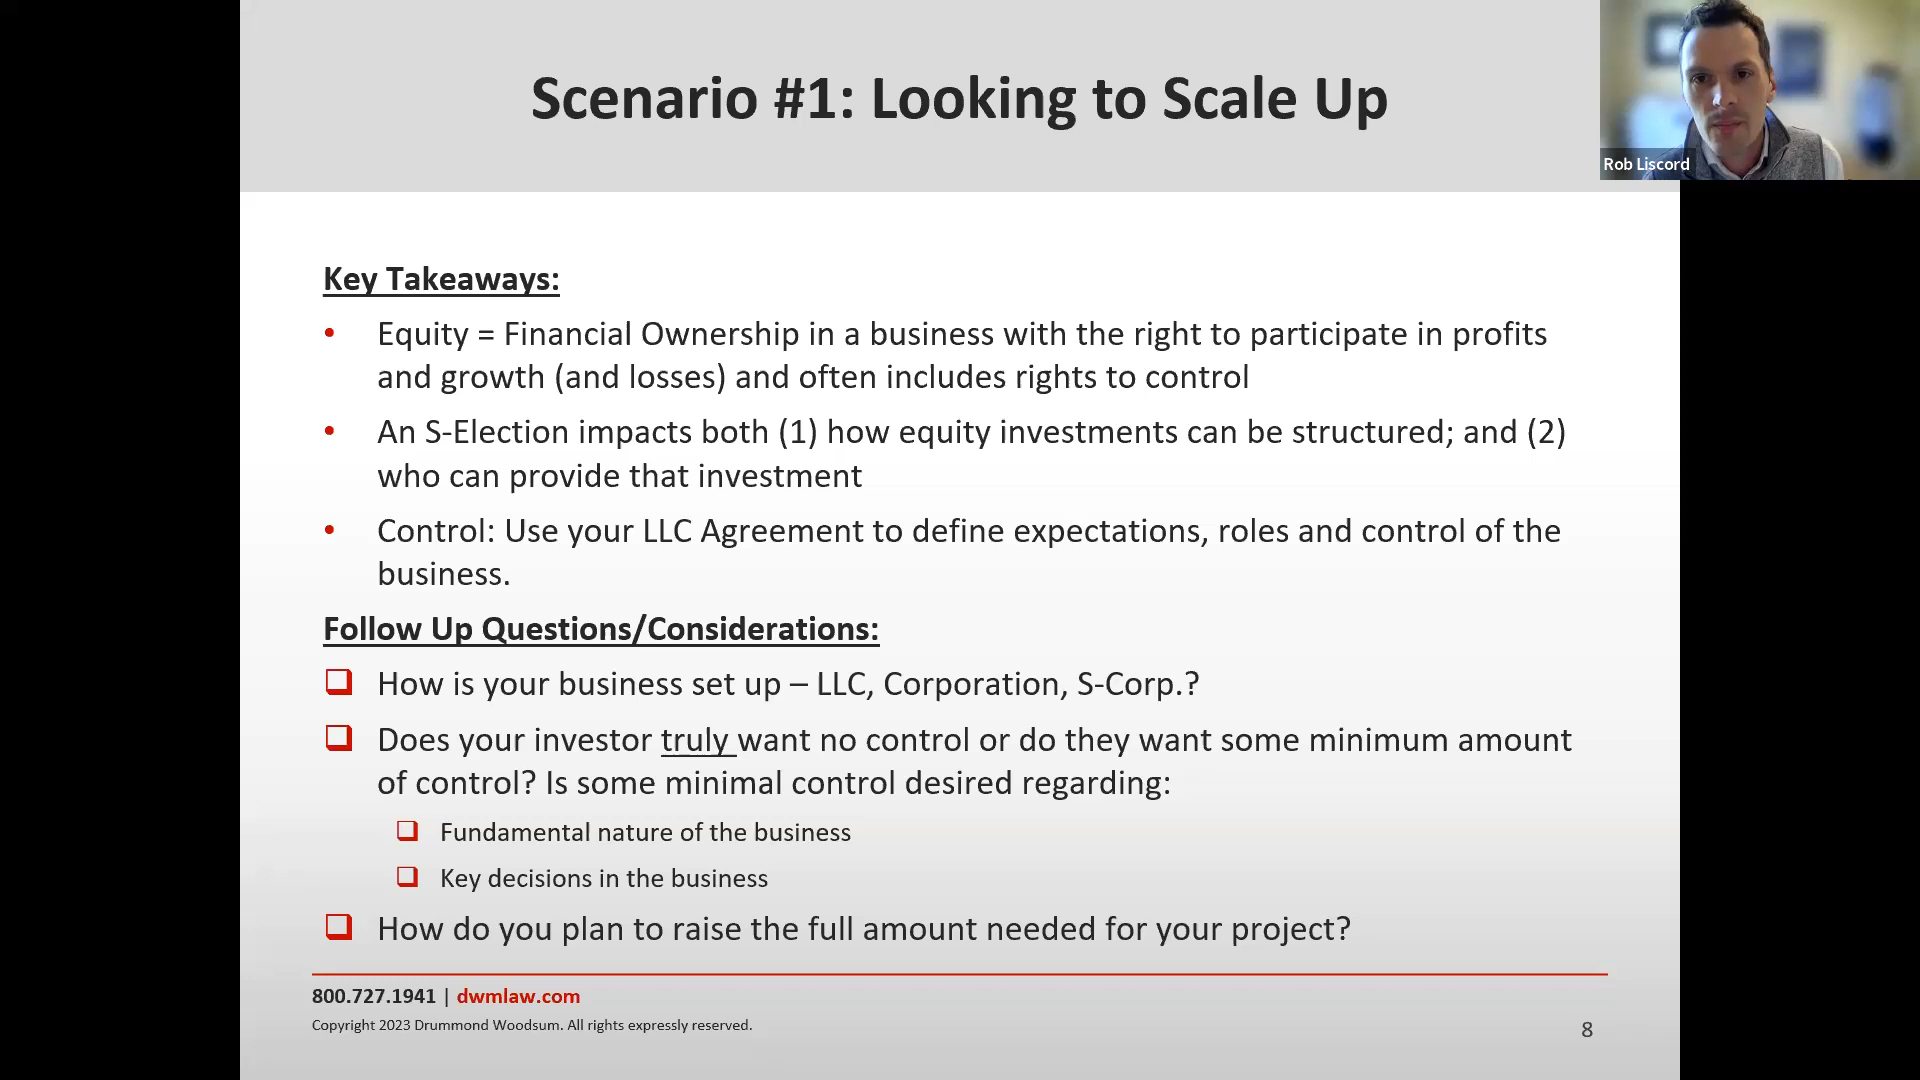 Scenario #1: Looking to Scale Up
Rob Liscord
Key Takeaways:
• Equity = Financial Ownership in a business with the right to participate in profits
and growth (and losses) and often includes rights to control
• An S-Election impacts both (1) how equity investments can be structured; and (2)
who can provide that investment
• Control: Use your LLC Agreement to define expectations, roles and control of the
business.
Follow Up Questions/Considerations:
❑ How is your business set up – LLC, Corporation, S-Corp.?
❑ Does your investor truly want no control or do they want some minimum amount
of control? Is some minimal control desired regarding:
❑ Fundamental nature of the business
❑ Key decisions in the business
❑ How do you plan to raise the full amount needed for your project?
800.727.1941 | dwmlaw.com
Copyright 2023 Drummond Woodsum. All rights expressly reserved.
8